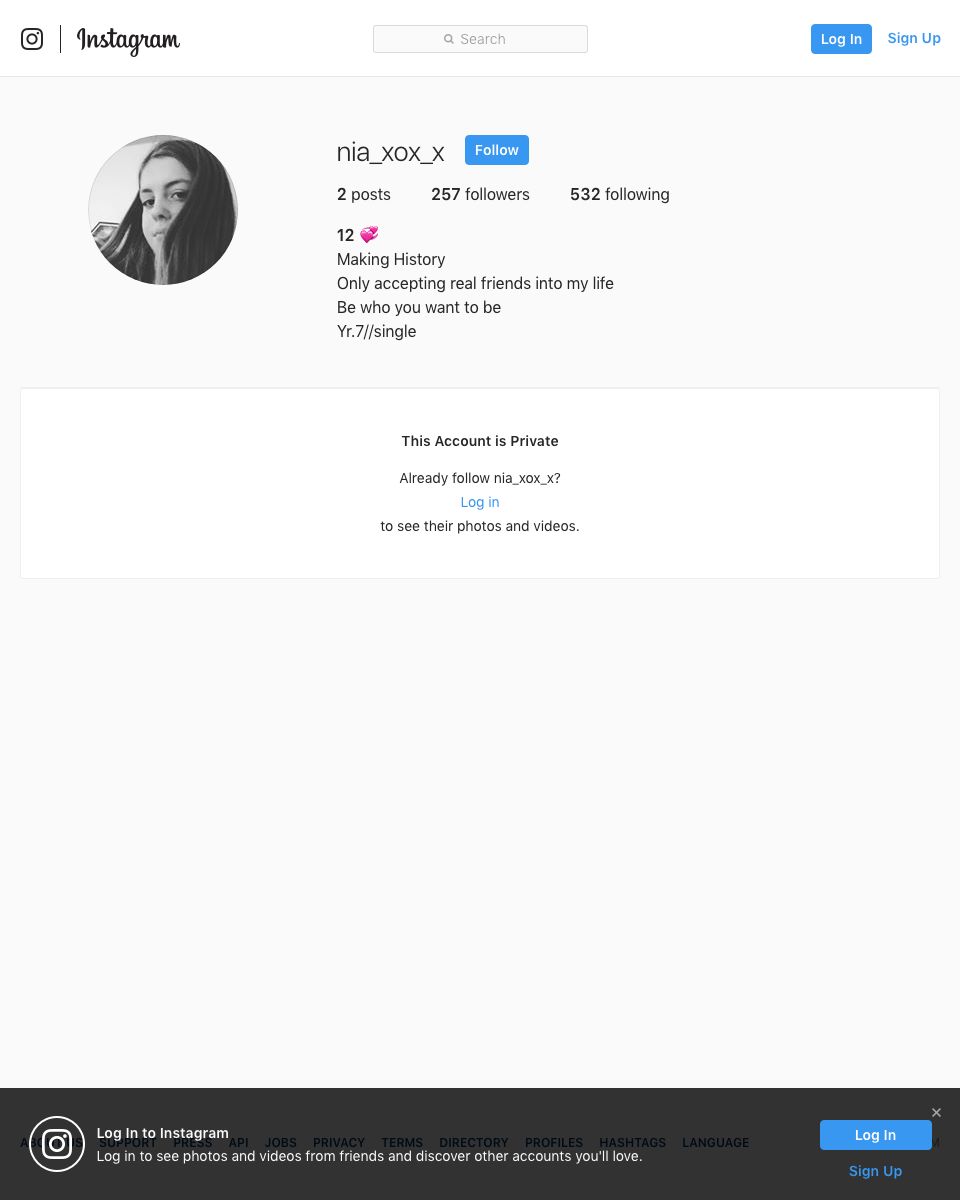 Instagram
Search
Log In
Sign Up
nia_xox_x
Follow
2 posts 257 followers 532 following
12 💞
Making History
Only accepting real friends into my life
Be who you want to be
Yr.7//single
This Account is Private
Already follow nia_xox_x?
Log in
to see their photos and videos.
Log In to Instagram
SUPPORT PRESS API JOBS PRIVACY TERMS DIRECTORY PROFILES HASHTAGS LANGUAGE
Log in to see photos and videos from friends and discover other accounts you'll love.
✕
Log In
Sign Up